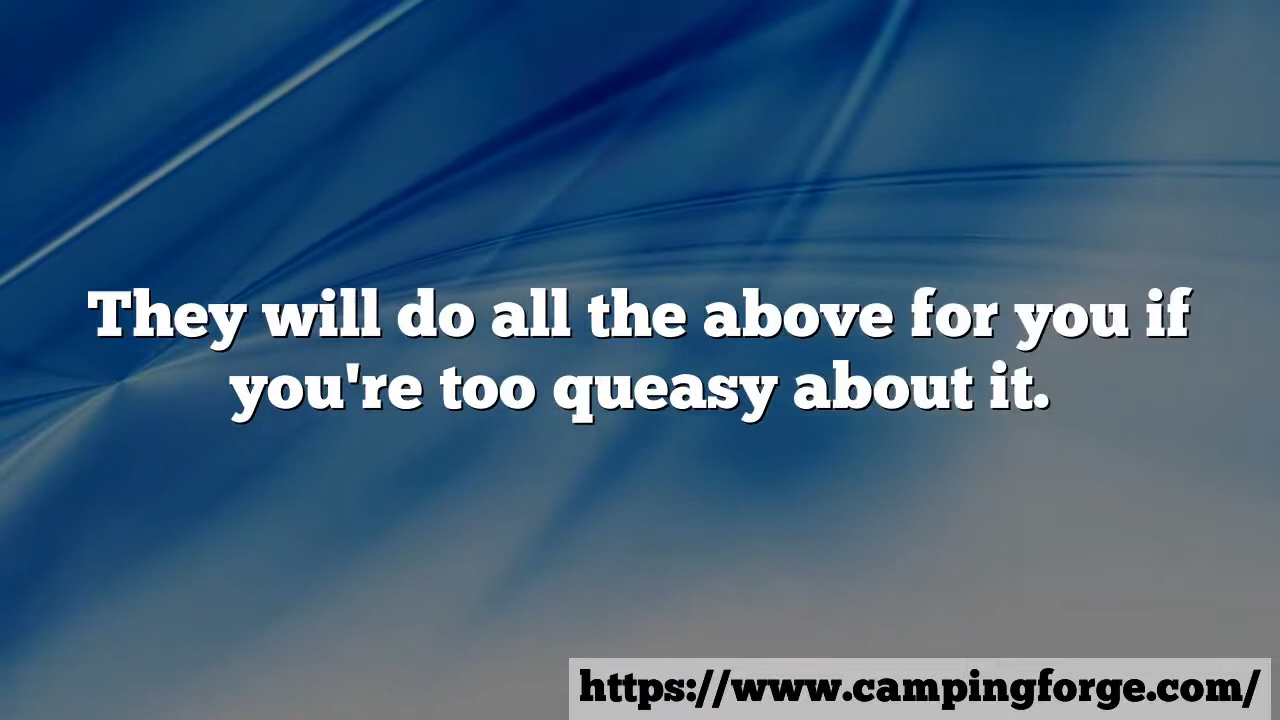 They will do all the above for you if
you're too queasy about it.
https://www.campingforge.com/